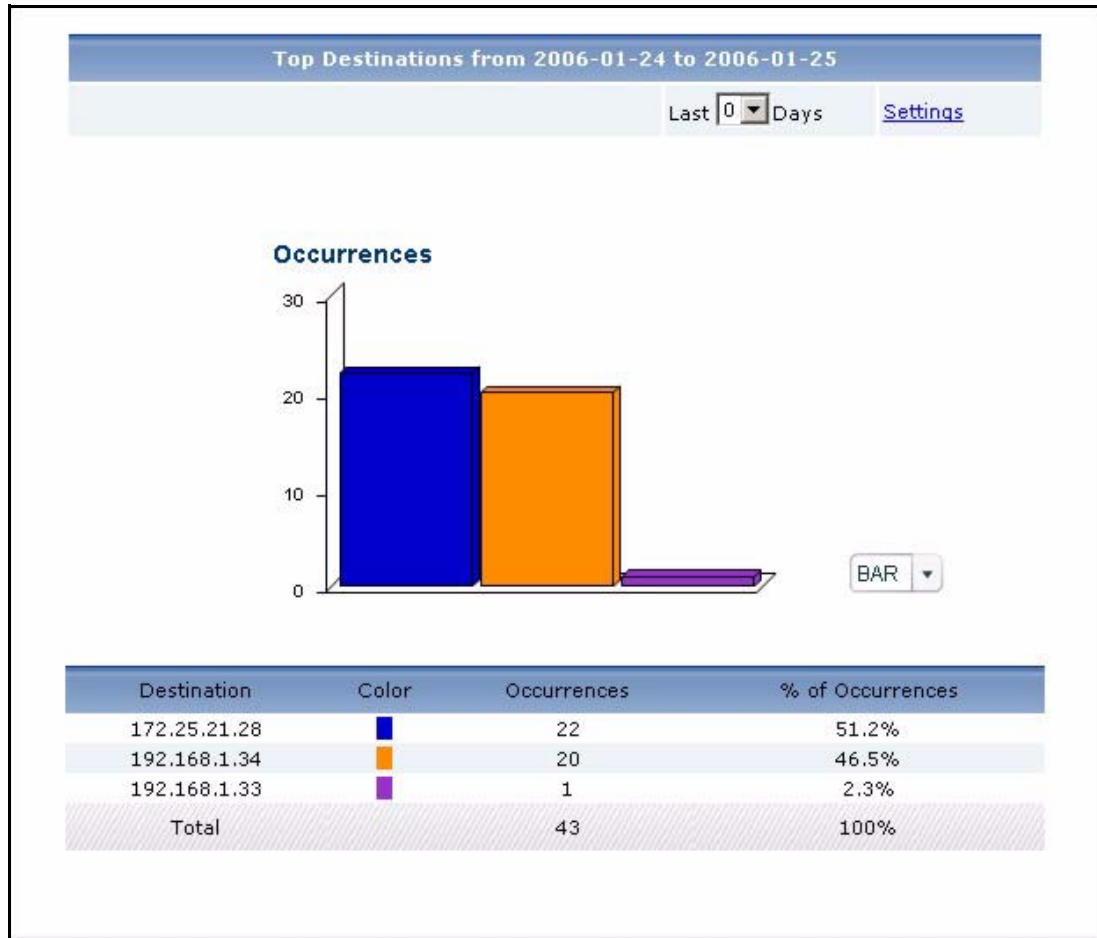 Top Destinations from 2006-01-24 to 2006-01-25
Last 0 Days Settings
Occurrences
30
20
10
0
BAR
Destination Color Occurrences % of Occurrences
172.25.21.28 22 51.2%
192.168.1.34 20 46.5%
192.168.1.33 1 2.3%
Total 43 100%